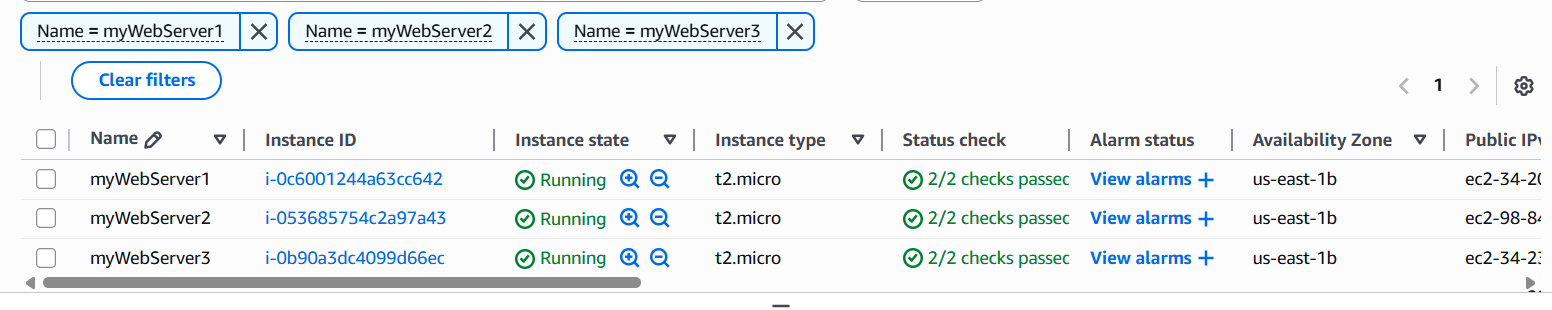 Name = myWebServer1 Name = myWebServer2 Name = myWebServer3
Clear filters
1
Name Instance ID Instance state Instance type Status check Alarm status Availability Zone Public IPv
myWebServer1 i-0c6001244a63cc642 Running t2.micro 2/2 checks passec View alarms + us-east-1b ec2-34-20
myWebServer2 i-053685754c2a97a43 Running t2.micro 2/2 checks passec View alarms + us-east-1b ec2-98-84
myWebServer3 i-0b90a3dc4099d66ec Running t2.micro 2/2 checks passec View alarms + us-east-1b ec2-34-23